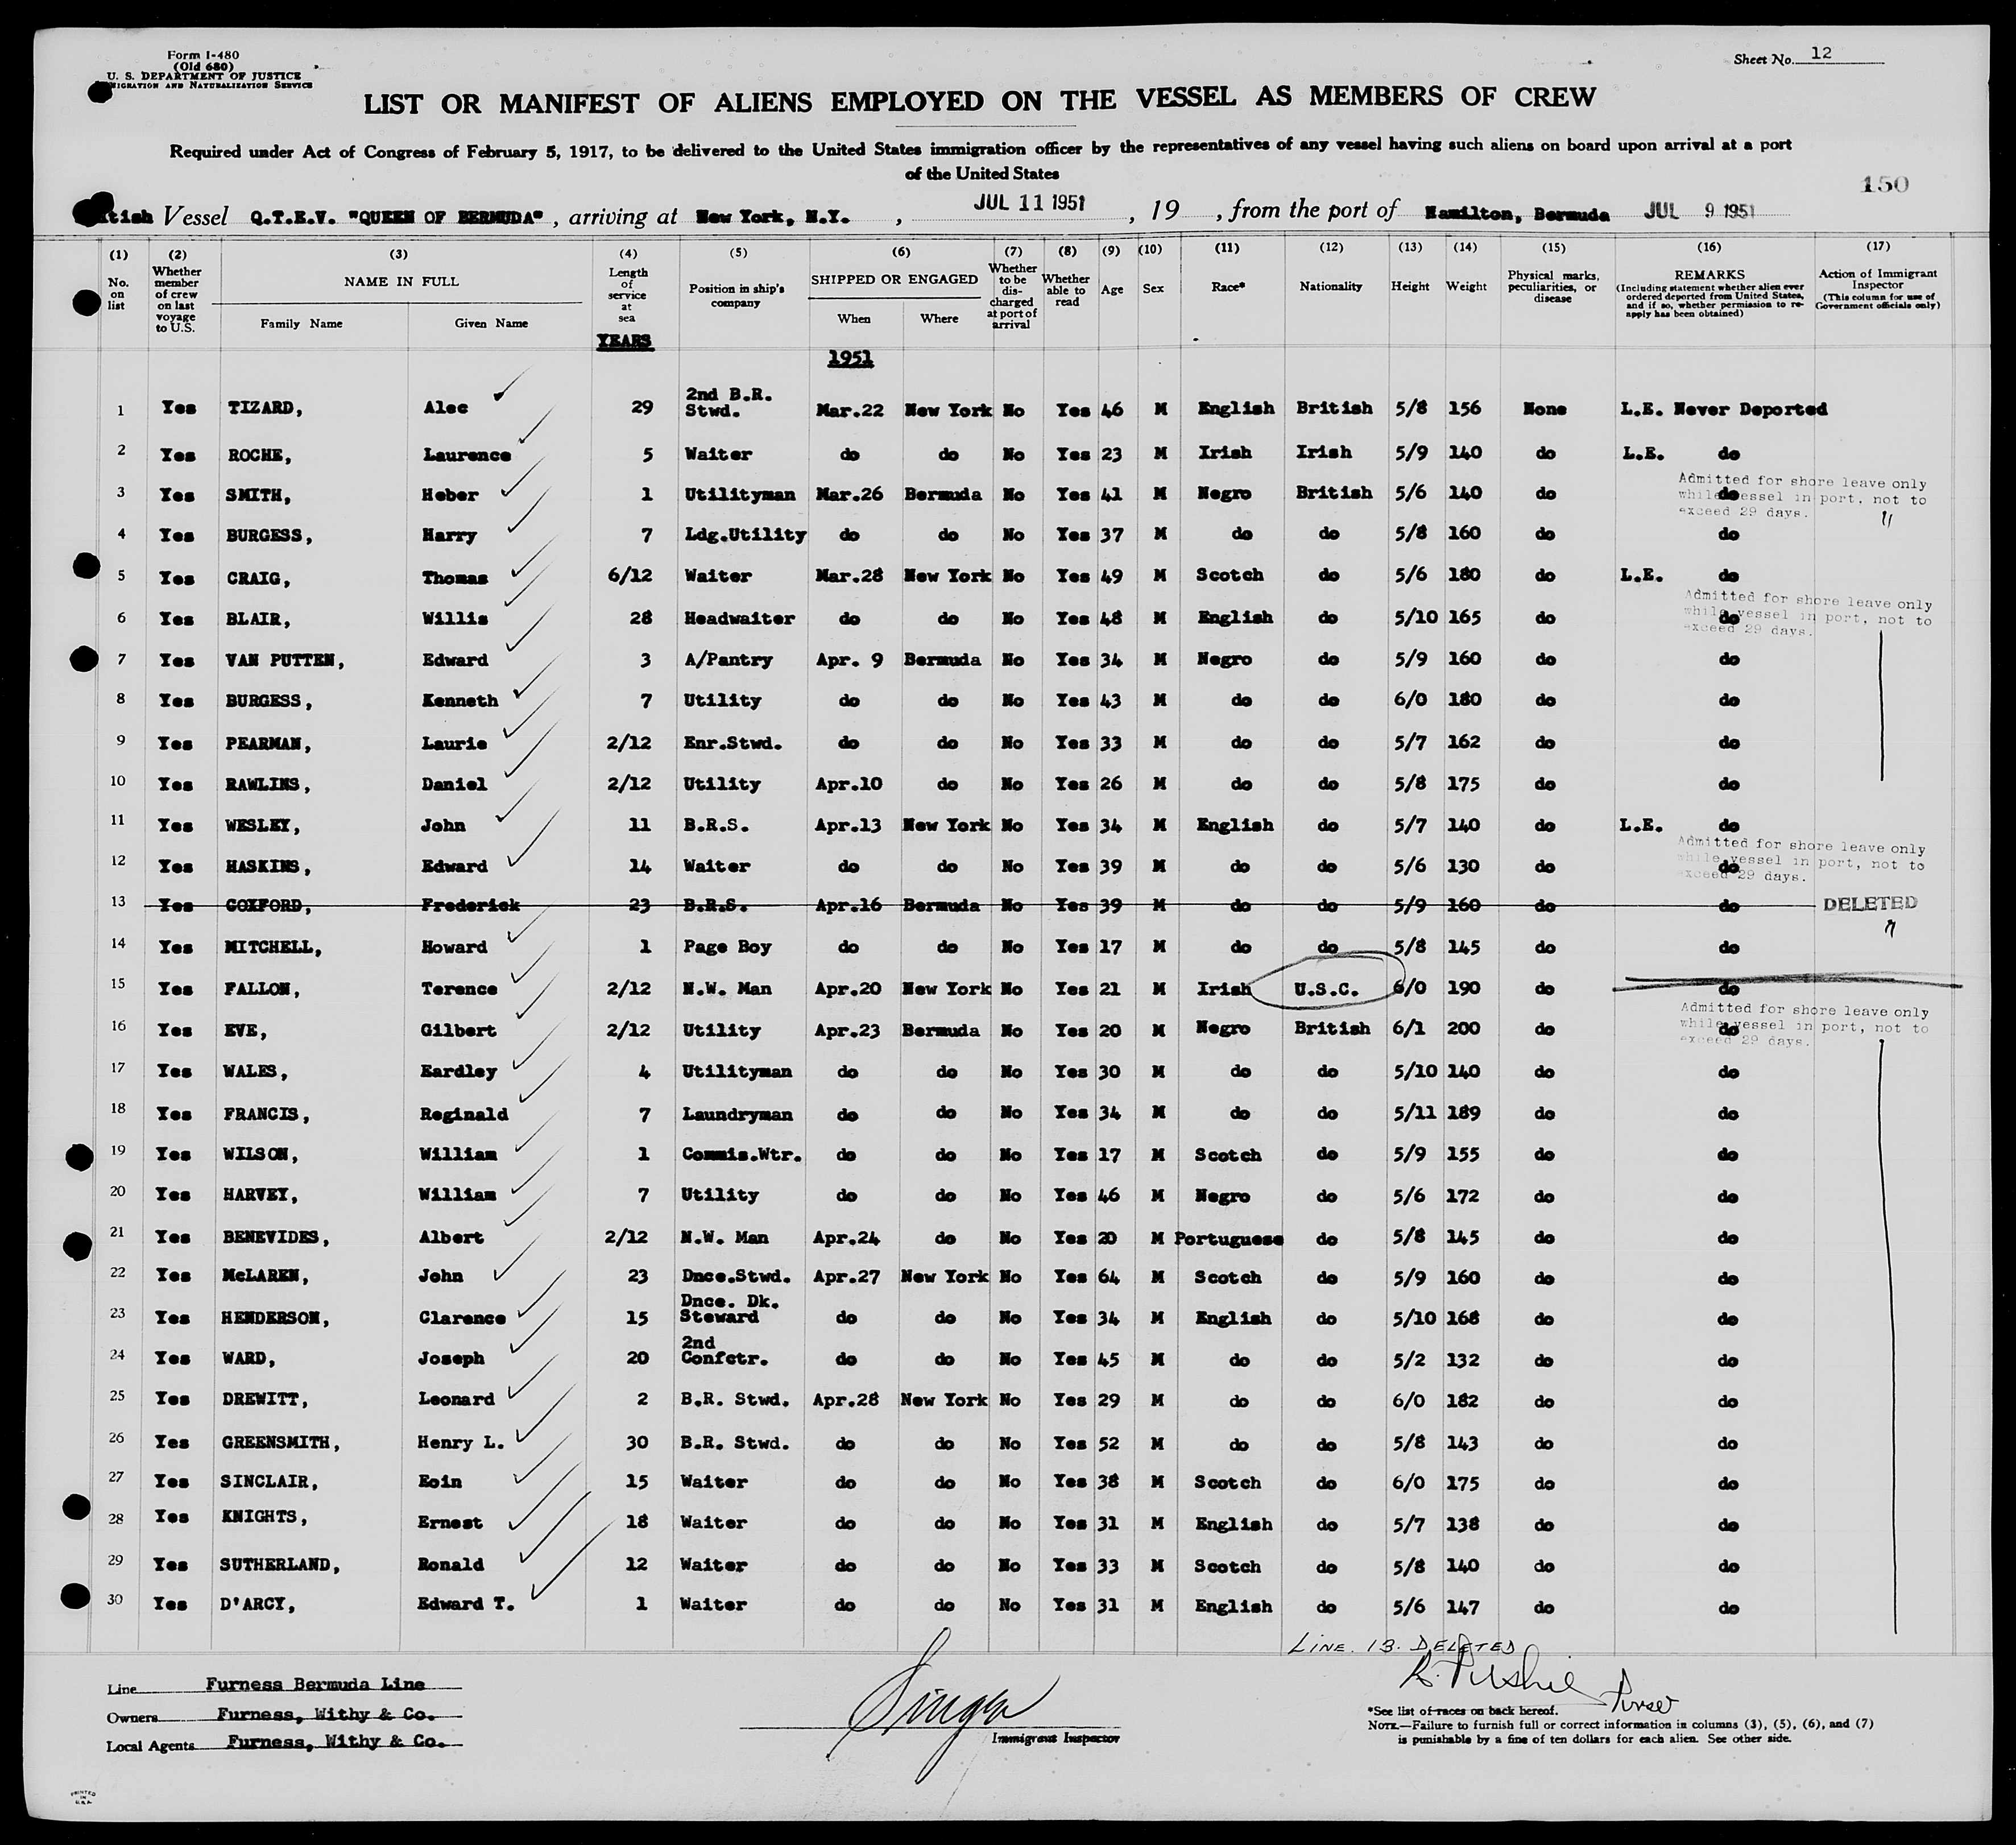 Form I-480
(Old 680)
U. S. DEPARTMENT OF JUSTICE
IMMIGRATION AND NATURALIZATION SERVICE
Sheet No. 12
LIST OR MANIFEST OF ALIENS EMPLOYED ON THE VESSEL AS MEMBERS OF CREW
Required under Act of Congress of February 5, 1917, to be delivered to the United States immigration officer by the representatives of any vessel having such aliens on board upon arrival at a port
of the United States
150
tish Vessel Q.T.E.V. "QUEEN OF BERMUDA", arriving at New York, N.Y., JUL 11 1951, 19 , from the port of Hamilton, Bermuda JUL 9 1951
(1) (2) (3) (4) (5) (6) (7) (8) (9) (10) (11) (12) (13) (14) (15) (16) (17)
No. on list
Whether member of crew on last voyage to U.S.
NAME IN FULL
Family Name Given Name
Length of service at sea
YEARS
Position in ship's company
SHIPPED OR ENGAGED
When Where
1951
Whether to be discharged at port of arrival
Whether able to read
Age
Sex
Race*
Nationality
Height
Weight
Physical marks, peculiarities, or disease
REMARKS
(Including statement whether alien ever ordered deported from United States, and if so, whether permission to re-apply has been obtained)
Action of Immigrant Inspector
(This column for use of Government officials only)
1 Yes TIZARD, Alec 29 2nd B.R. Stwd. Mar.22 New York No Yes 46 M English British 5/8 156 None L.E. Never Deported
2 Yes ROCHE, Laurence 5 Waiter do do No Yes 23 M Irish Irish 5/9 140 do L.E. do
3 Yes SMITH, Heber 1 Utilityman Mar.26 Bermuda No Yes 41 M Negro British 5/6 140 do do
Admitted for shore leave only
while vessel in port, not to
exceed 29 days.
4 Yes BURGESS, Harry 7 Ldg.Utility do do No Yes 37 M do do 5/8 160 do do
5 Yes CRAIG, Thomas 6/12 Waiter Mar.28 New York No Yes 49 M Scotch do 5/6 180 do L.E. do
6 Yes BLAIR, Willis 28 Headwaiter do do No Yes 48 M English do 5/10 165 do do
Admitted for shore leave only
while vessel in port, not to
exceed 29 days.
7 Yes VAN PUTTEN, Edward 3 A/Pantry Apr. 9 Bermuda No Yes 34 M Negro do 5/9 160 do do
8 Yes BURGESS, Kenneth 7 Utility do do No Yes 43 M do do 6/0 180 do do
9 Yes PEARMAN, Laurie 2/12 Enr.Stwd. do do No Yes 33 M do do 5/7 162 do do
10 Yes RAWLINS, Daniel 2/12 Utility Apr.10 do No Yes 26 M do do 5/8 175 do do
11 Yes WESLEY, John 11 B.R.S. Apr.13 New York No Yes 34 M English do 5/7 140 do L.E. do
12 Yes HASKINS, Edward 14 Waiter do do No Yes 39 M do do 5/6 130 do do
Admitted for shore leave only
while vessel in port, not to
exceed 29 days.
13 Yes COXFORD, Frederick 23 B.R.S. Apr.16 Bermuda No Yes 39 M do do 5/9 160 do do DELETED
14 Yes MITCHELL, Howard 1 Page Boy do do No Yes 17 M do do 5/8 145 do do
15 Yes FALLON, Terence 2/12 N.W. Man Apr.20 New York No Yes 21 M Irish U.S.C. 6/0 190 do do
16 Yes EVE, Gilbert 2/12 Utility Apr.23 Bermuda No Yes 20 M Negro British 6/1 200 do do
Admitted for shore leave only
while vessel in port, not to
exceed 29 days.
17 Yes WALES, Eardley 4 Utilityman do do No Yes 30 M do do 5/10 140 do do
18 Yes FRANCIS, Reginald 7 Laundryman do do No Yes 34 M do do 5/11 189 do do
19 Yes WILSON, William 1 Commis.Wtr. do do No Yes 17 M Scotch do 5/9 155 do do
20 Yes HARVEY, William 7 Utility do do No Yes 46 M Negro do 5/6 172 do do
21 Yes BENEVIDES, Albert 2/12 N.W. Man Apr.24 do No Yes 20 M Portuguese do 5/8 145 do do
22 Yes McLAREN, John 23 Dnce.Stwd. Apr.27 New York No Yes 64 M Scotch do 5/9 160 do do
23 Yes HENDERSON, Clarence 15 Dnce. Dk. Steward do do No Yes 34 M English do 5/10 168 do do
24 Yes WARD, Joseph 20 2nd Confctr. do do No Yes 45 M do do 5/2 132 do do
25 Yes DREWITT, Leonard 2 B.R. Stwd. Apr.28 New York No Yes 29 M do do 6/0 182 do do
26 Yes GREENSMITH, Henry L. 30 B.R. Stwd. do do No Yes 52 M do do 5/8 143 do do
27 Yes SINCLAIR, Eoin 15 Waiter do do No Yes 38 M Scotch do 6/0 175 do do
28 Yes KNIGHTS, Ernest 18 Waiter do do No Yes 31 M English do 5/7 138 do do
29 Yes SUTHERLAND, Ronald 12 Waiter do do No Yes 33 M Scotch do 5/8 140 do do
30 Yes D'ARCY, Edward T. 1 Waiter do do No Yes 31 M English do 5/6 147 do do
LINE. 13. DELETED
Purser
Line Furness Bermuda Line
Owners Furness, Withy & Co.
Local Agents Furness, Withy & Co.
Immigrant Inspector
*See list of races on back hereof.
NOTE.—Failure to furnish full or correct information in columns (3), (5), (6), and (7)
is punishable by a fine of ten dollars for each alien. See other side.
PRINTED
IN
U.S.A.